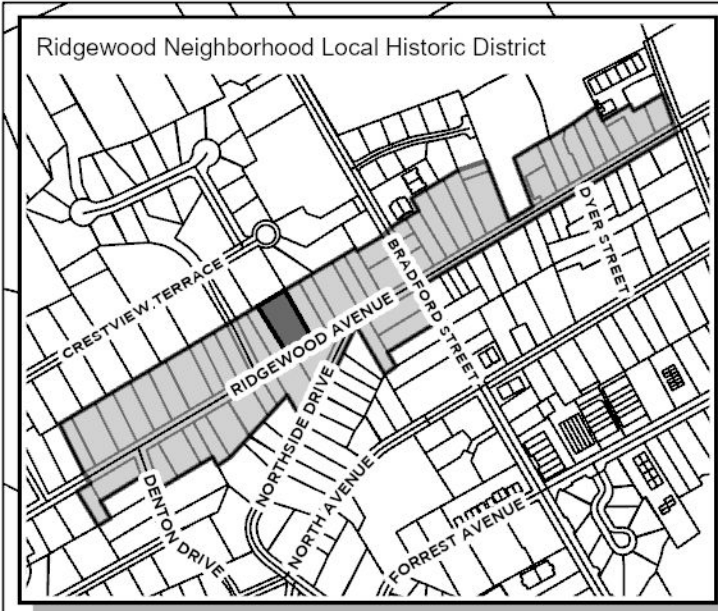 Ridgewood Neighborhood Local Historic District
DYER STREET
BRADFORD STREET
CRESTVIEW TERRACE
RIDGEWOOD AVENUE
NORTHSIDE DRIVE
DENTON DRIVE
NORTH AVENUE
FORREST AVENUE